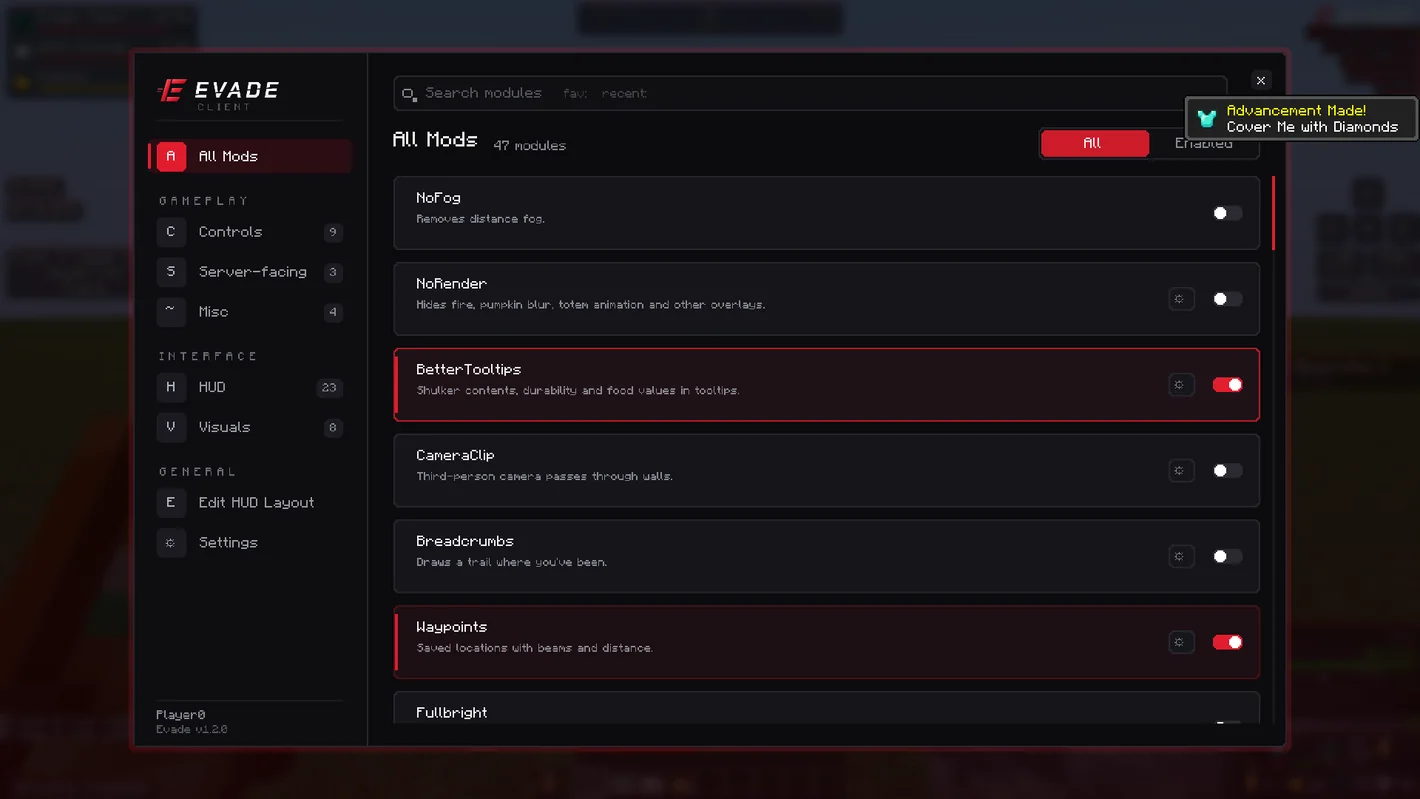 EVADE
CLIENT
A All Mods
GAMEPLAY
C Controls 9
S Server-facing 3
~ Misc 4
INTERFACE
H HUD 23
V Visuals 8
GENERAL
E Edit HUD Layout
Settings
Player0
Evade v1.2.0
Search modules fav: recent
Advancement Made!
Cover Me with Diamonds
All Mods 47 modules
All Enabled
NoFog
Removes distance fog.
NoRender
Hides fire, pumpkin blur, totem animation and other overlays.
BetterTooltips
Shulker contents, durability and food values in tooltips.
CameraClip
Third-person camera passes through walls.
Breadcrumbs
Draws a trail where you've been.
Waypoints
Saved locations with beams and distance.
Fullbright